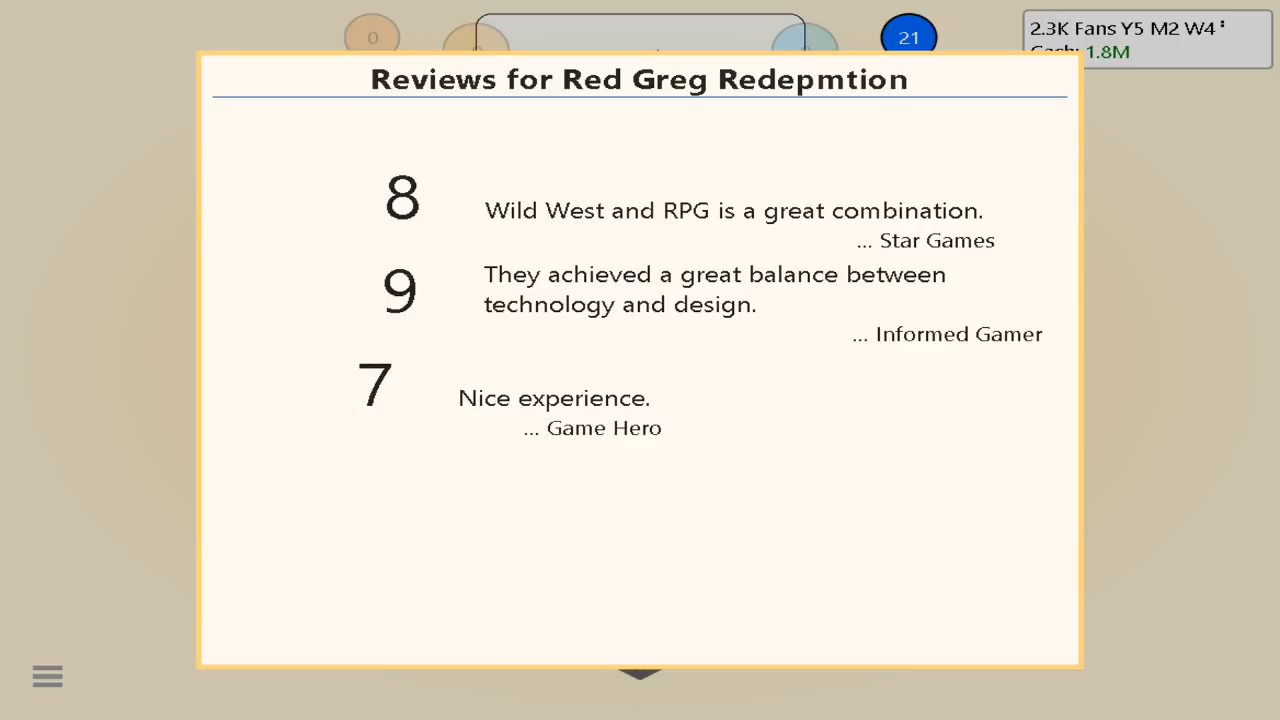 0
21
2.3K Fans Y5 M2 W4
Cash: 1.8M
Reviews for Red Greg Redepmtion
8
Wild West and RPG is a great combination.
... Star Games
9
They achieved a great balance between
technology and design.
... Informed Gamer
7
Nice experience.
... Game Hero